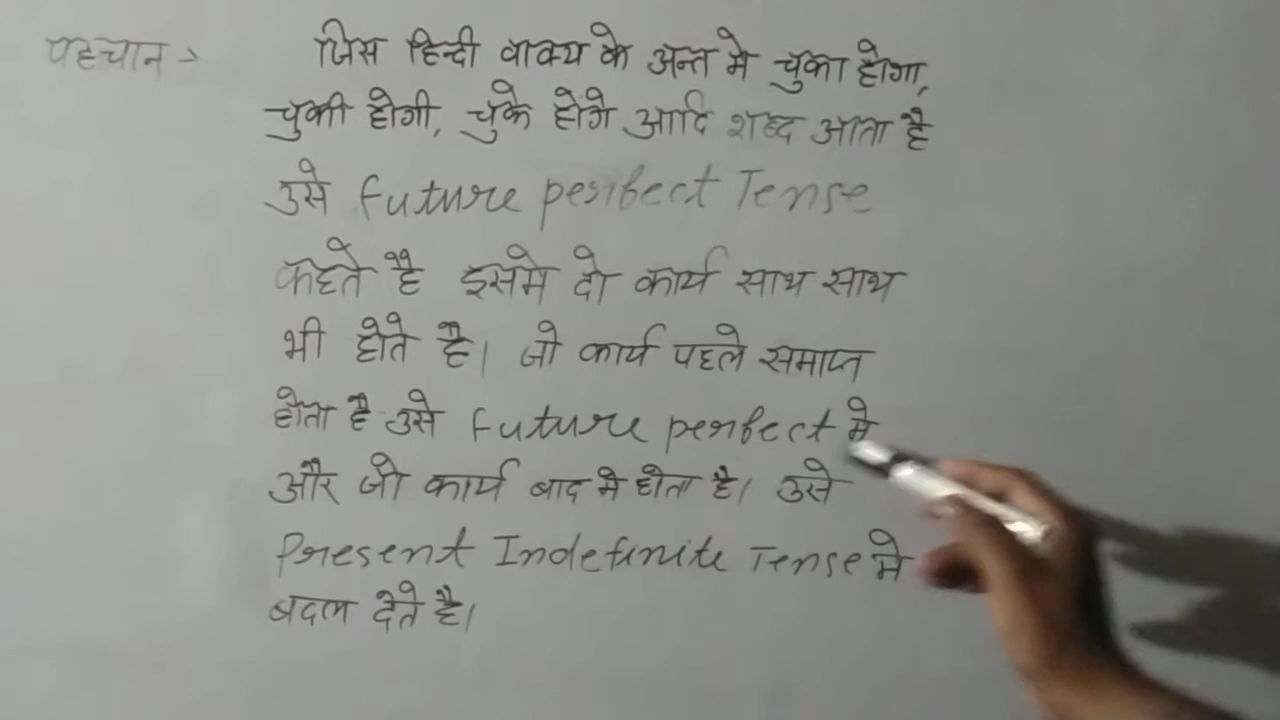 पहचान → जिस हिन्दी वाक्य के अन्त मे चुका होगा,
चुकी होगी, चुके होगे आदि शब्द आता है
उसे Future perfect Tense
कहते है इसमे दो कार्य साथ साथ
भी होते है। जो कार्य पहले समाप्त
होता है उसे Future perfect मे
और जो कार्य बाद मे होता है। उसे
Present Indefinite Tense मे
बदल देते है।